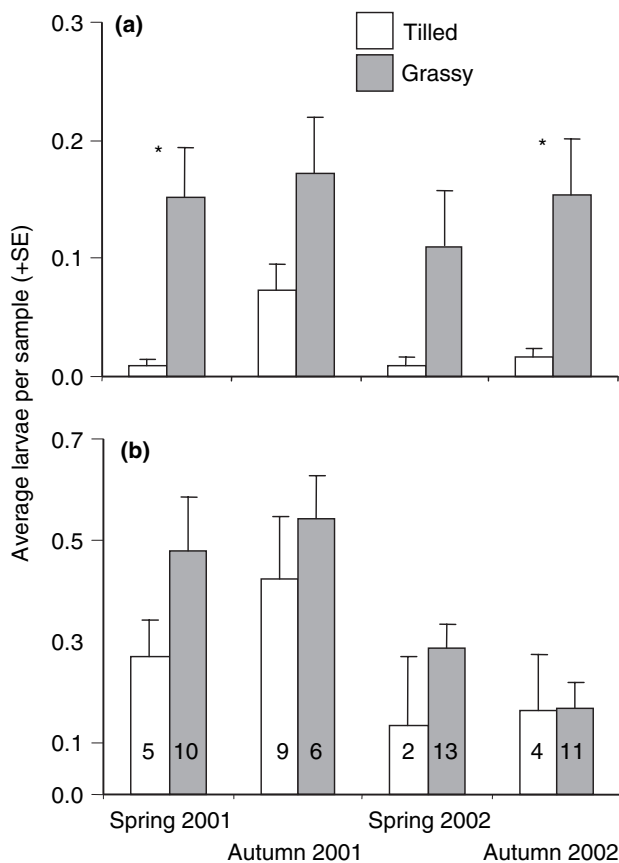 (a)
Tilled
Grassy
0.3
0.2
0.1
0.0
*
*
Average larvae per sample (+SE)
(b)
0.7
0.5
0.3
0.1
0.0
5 10 9 6 2 13 4 11
Spring 2001 Spring 2002
Autumn 2001 Autumn 2002